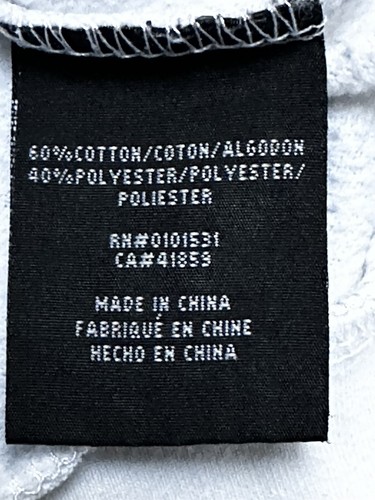 60%COTTON/COTON/ALGODON
40%POLYESTER/POLYESTER/
POLIESTER
RN#0101531
CA#41859
MADE IN CHINA
FABRIQUÉ EN CHINE
HECHO EN CHINA